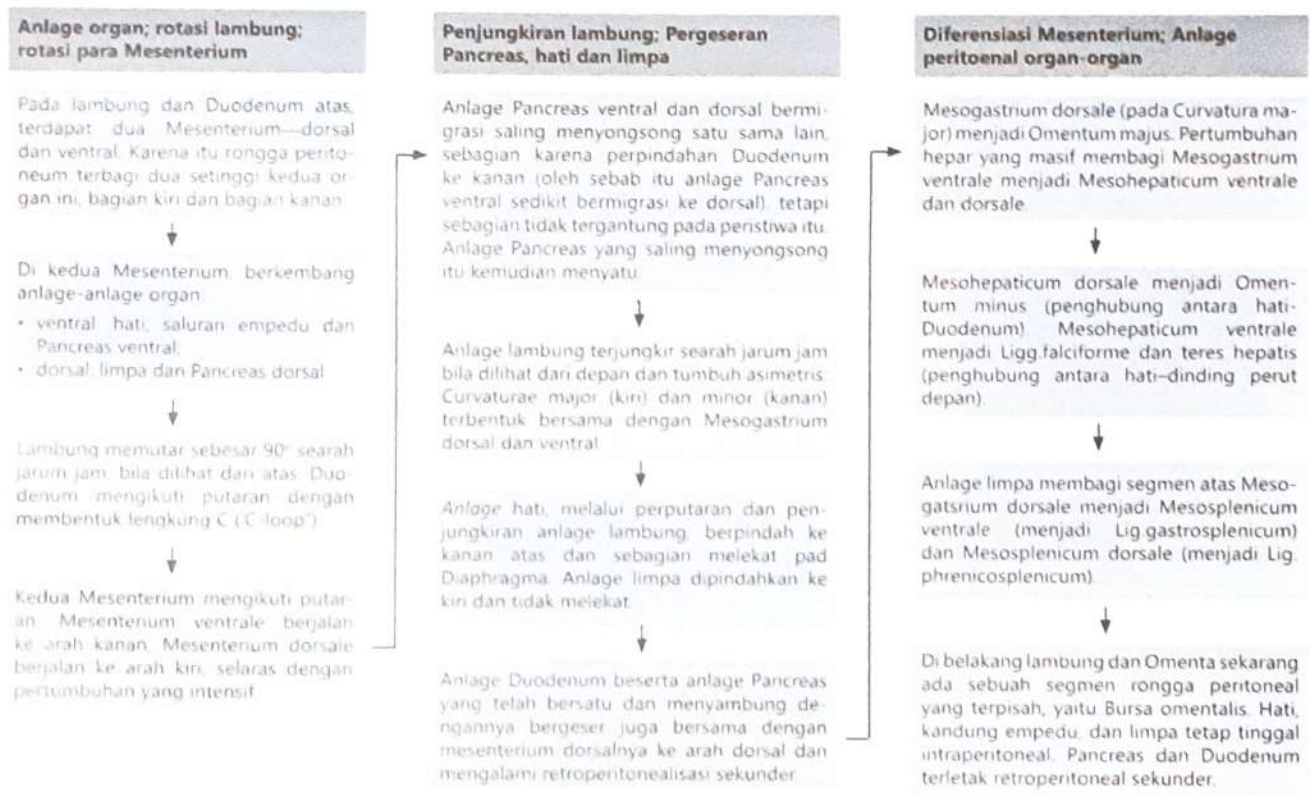 Anlage organ; rotasi lambung;
rotasi para Mesenterium
Pada lambung dan Duodenum atas,
terdapat dua Mesenterium—dorsal
dan ventral. Karena itu rongga perito-
neum terbagi dua setinggi kedua or-
gan ini, bagian kiri dan bagian kanan
Di kedua Mesenterium berkembang
anlage-anlage organ
• ventral hati, saluran empedu dan
Pancreas ventral;
• dorsal, limpa dan Pancreas dorsal
Lambung memutar sebesar 90° searah
jarum jam, bila dilihat dari atas. Duo-
denum mengikuti putaran dengan
membentuk lengkung C ("C-loop")
Kedua Mesenterium mengikuti putar-
an. Mesenterium ventrale berjalan
ke arah kanan, Mesenterium dorsale
berjalan ke arah kiri, selaras dengan
pertumbuhan yang intensif
Penjungkiran lambung; Pergeseran
Pancreas, hati dan limpa
Anlage Pancreas ventral dan dorsal bermi-
grasi saling menyongsong satu sama lain,
sebagian karena perpindahan Duodenum
ke kanan (oleh sebab itu anlage Pancreas
ventral sedikit bermigrasi ke dorsal), tetapi
sebagian tidak tergantung pada peristiwa itu.
Anlage Pancreas yang saling menyongsong
itu kemudian menyatu.
Anlage lambung terjungkit searah jarum jam
bila dilihat dari depan dan tumbuh asimetris.
Curvaturae major (kiri) dan minor (kanan)
terbentuk bersama dengan Mesogastrium
dorsal dan ventral
Anlage hati, melalui perputaran dan pen-
jungkiran anlage lambung, berpindah ke
kanan atas dan sebagian melekat pad
Diaphragma. Anlage limpa dipindahkan ke
kiri dan tidak melekat.
Anlage Duodenum beserta anlage Pancreas
yang telah bersatu dan menyambung de-
ngannya bergeser juga bersama dengan
mesenterium dorsalnya ke arah dorsal dan
mengalami retroperitonealisasi sekunder.
Diferensiasi Mesenterium; Anlage
peritoenal organ-organ
Mesogastrium dorsale (pada Curvatura ma-
jor) menjadi Omentum majus. Pertumbuhan
hepar yang masif membagi Mesogastrium
ventrale menjadi Mesohepaticum ventrale
dan dorsale.
Mesohepaticum dorsale menjadi Omen-
tum minus (penghubung antara hati-
Duodenum). Mesohepaticum ventrale
menjadi Ligg.falciforme dan teres hepatis
(penghubung antara hati–dinding perut
depan).
Anlage limpa membagi segmen atas Meso-
gatsrium dorsale menjadi Mesosplenicum
ventrale (menjadi Lig.gastrosplenicum)
dan Mesosplenicum dorsale (menjadi Lig.
phrenicosplenicum).
Di belakang lambung dan Omenta sekarang
ada sebuah segmen rongga peritoneal
yang terpisah, yaitu Bursa omentalis. Hati,
kandung empedu, dan limpa tetap tinggal
intraperitoneal. Pancreas dan Duodenum
terletak retroperitoneal sekunder.